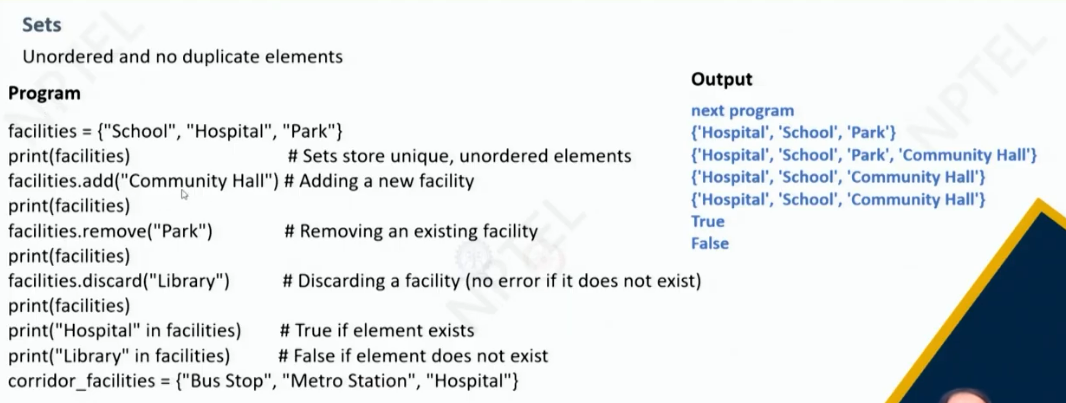 Sets
Unordered and no duplicate elements
Program
facilities = {"School", "Hospital", "Park"}
print(facilities) # Sets store unique, unordered elements
facilities.add("Community Hall") # Adding a new facility
print(facilities)
facilities.remove("Park") # Removing an existing facility
print(facilities)
facilities.discard("Library") # Discarding a facility (no error if it does not exist)
print(facilities)
print("Hospital" in facilities) # True if element exists
print("Library" in facilities) # False if element does not exist
corridor_facilities = {"Bus Stop", "Metro Station", "Hospital"}
Output
next program
{'Hospital', 'School', 'Park'}
{'Hospital', 'School', 'Park', 'Community Hall'}
{'Hospital', 'School', 'Community Hall'}
{'Hospital', 'School', 'Community Hall'}
True
False
NPTEL
NPTEL
NPTEL